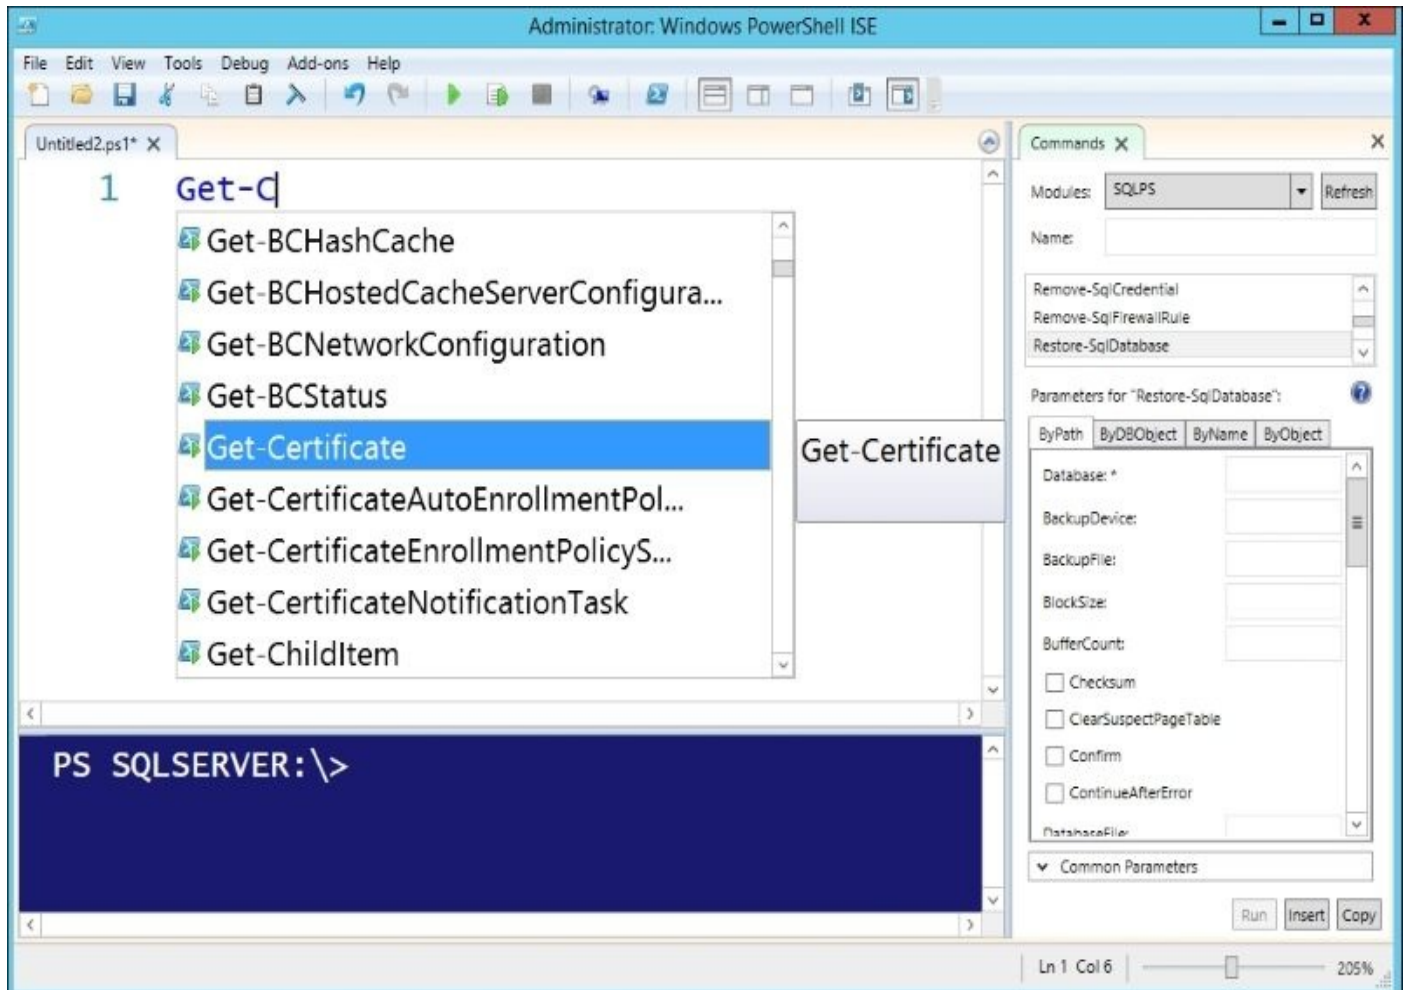 Administrator: Windows PowerShell ISE
File Edit View Tools Debug Add-ons Help
Untitled2.ps1*
1 Get-C
Get-BCHashCache
Get-BCHostedCacheServerConfigura...
Get-BCNetworkConfiguration
Get-BCStatus
Get-Certificate
Get-Certificate
Get-CertificateAutoEnrollmentPol...
Get-CertificateEnrollmentPolicyS...
Get-CertificateNotificationTask
Get-ChildItem
PS SQLSERVER:\>
Commands
Modules: SQLPS Refresh
Name:
Remove-SqlCredential
Remove-SqlFirewallRule
Restore-SqlDatabase
Parameters for "Restore-SqlDatabase":
ByPath ByDBObject ByName ByObject
Database: *
BackupDevice:
BackupFile:
BlockSize:
BufferCount:
Checksum
ClearSuspectPageTable
Confirm
ContinueAfterError
DatabaseFile:
Common Parameters
Run Insert Copy
Ln 1 Col 6 205%